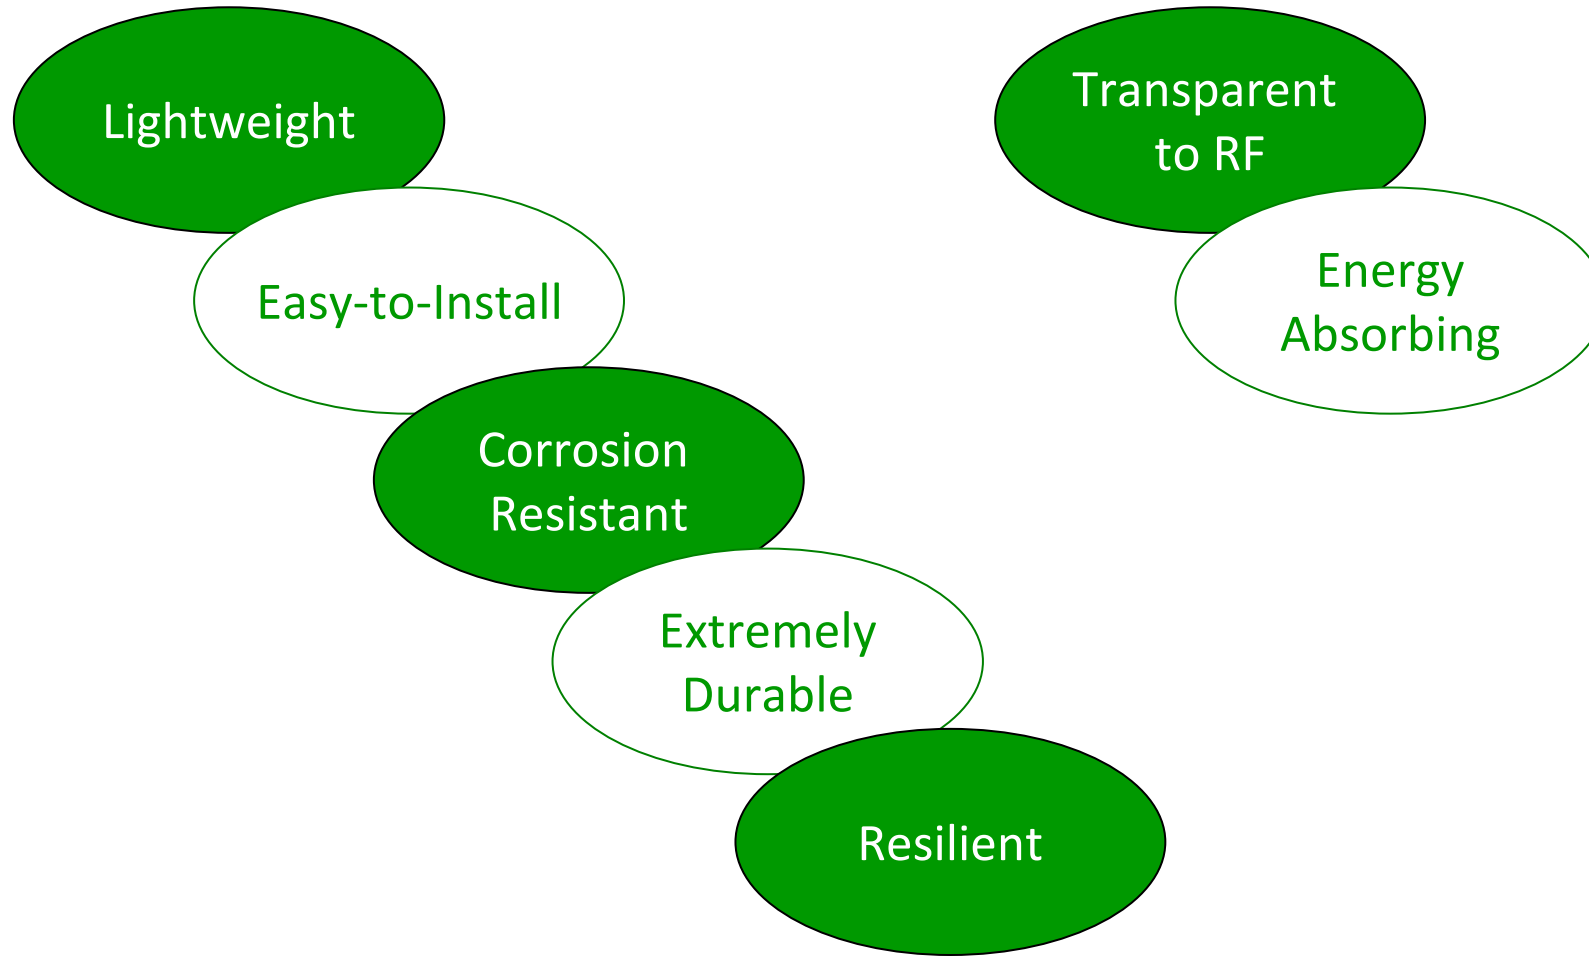 Lightweight
Easy-to-Install
Corrosion
Resistant
Extremely
Durable
Resilient
Transparent
to RF
Energy
Absorbing